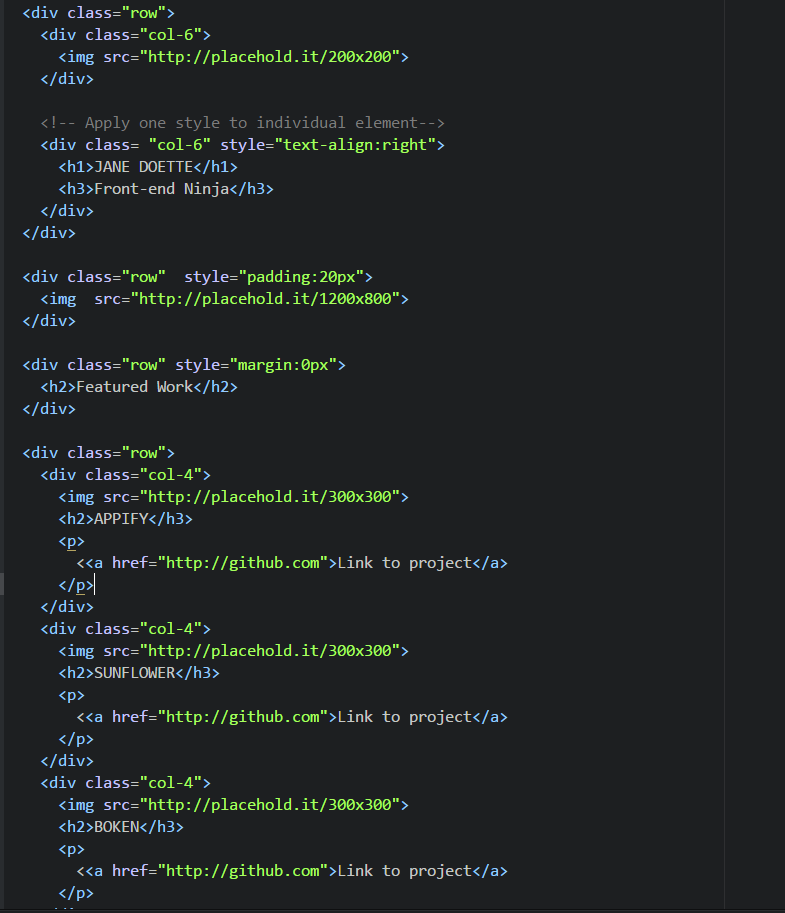 <div class="row">
  <div class="col-6">
    <img src="http://placehold.it/200x200">
  </div>

  <!-- Apply one style to individual element-->
  <div class= "col-6" style="text-align:right">
    <h1>JANE DOETTE</h1>
    <h3>Front-end Ninja</h3>
  </div>
</div>

<div class="row"  style="padding:20px">
  <img  src="http://placehold.it/1200x800">
</div>

<div class="row" style="margin:0px">
  <h2>Featured Work</h2>
</div>

<div class="row">
  <div class="col-4">
    <img src="http://placehold.it/300x300">
    <h2>APPIFY</h3>
    <p>
      <<a href="http://github.com">Link to project</a>
    </p>
  </div>
  <div class="col-4">
    <img src="http://placehold.it/300x300">
    <h2>SUNFLOWER</h3>
    <p>
      <<a href="http://github.com">Link to project</a>
    </p>
  </div>
  <div class="col-4">
    <img src="http://placehold.it/300x300">
    <h2>BOKEN</h3>
    <p>
      <<a href="http://github.com">Link to project</a>
    </p>